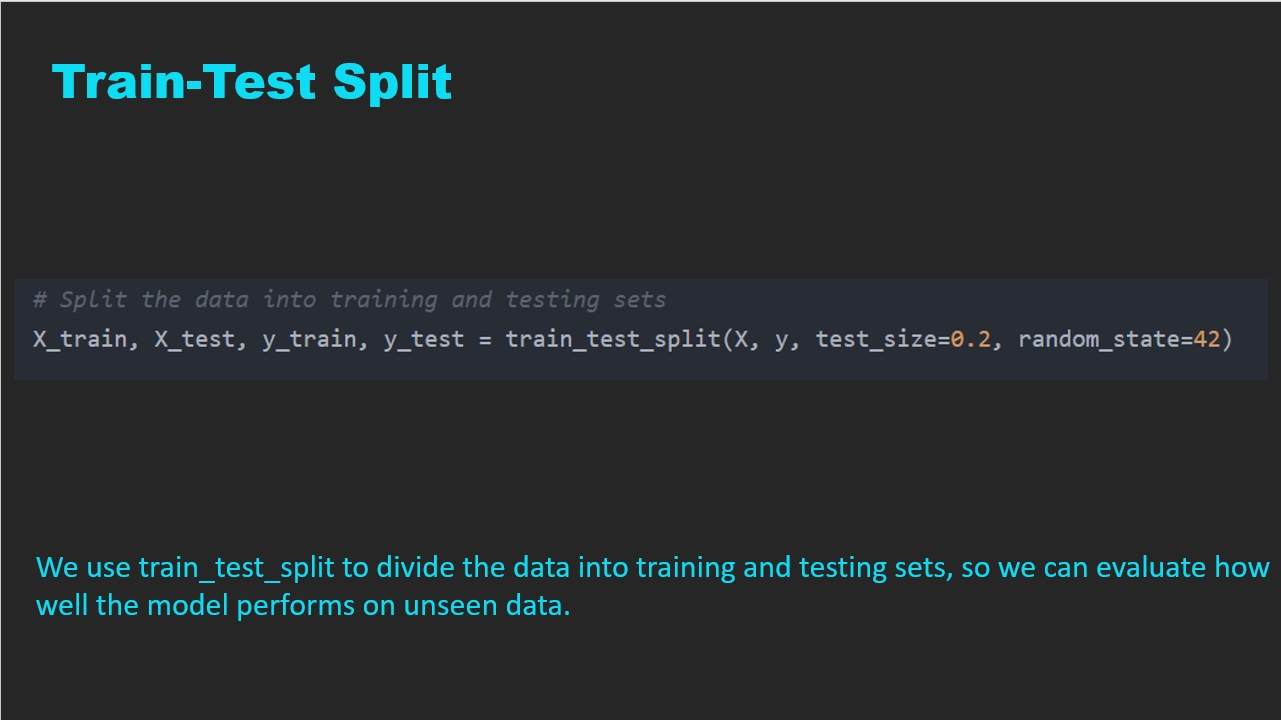 Train-Test Split
# Split the data into training and testing sets
X_train, X_test, y_train, y_test = train_test_split(X, y, test_size=0.2, random_state=42)
We use train_test_split to divide the data into training and testing sets, so we can evaluate how
well the model performs on unseen data.